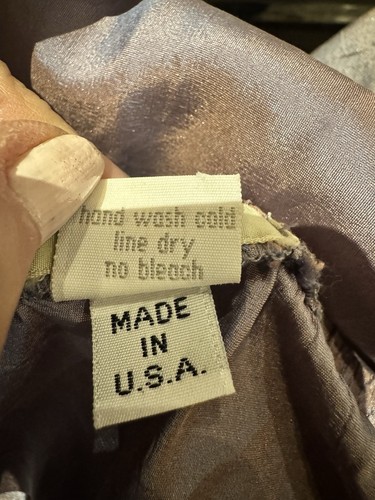 hand wash cold
line dry
no bleach
MADE
IN
U.S.A.